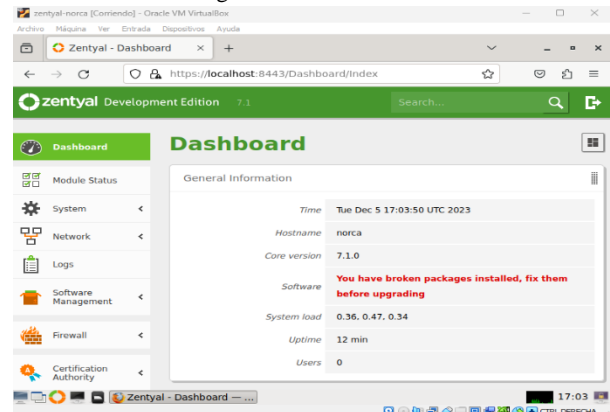 zentyal-norca [Corriendo] - Oracle VM VirtualBox
Archivo Máquina Ver Entrada Dispositivos Ayuda
Zentyal - Dashboard
https://localhost:8443/Dashboard/Index
zentyal Development Edition 7.1 Search...
Dashboard
Module Status
System
Network
Logs
Software
Management
Firewall
Certification
Authority
Dashboard
General Information
Time Tue Dec 5 17:03:50 UTC 2023
Hostname norca
Core version 7.1.0
Software You have broken packages installed, fix them
before upgrading
System load 0.36, 0.47, 0.34
Uptime 12 min
Users 0
Zentyal - Dashboard — ... 17:03
CTRL DERECHA